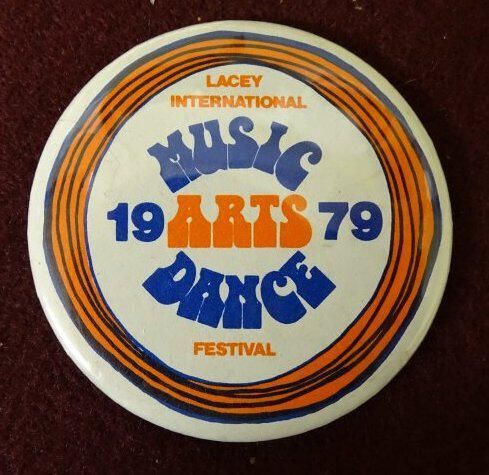 LACEY
INTERNATIONAL
MUSIC
19 ARTS 79
DANCE
FESTIVAL